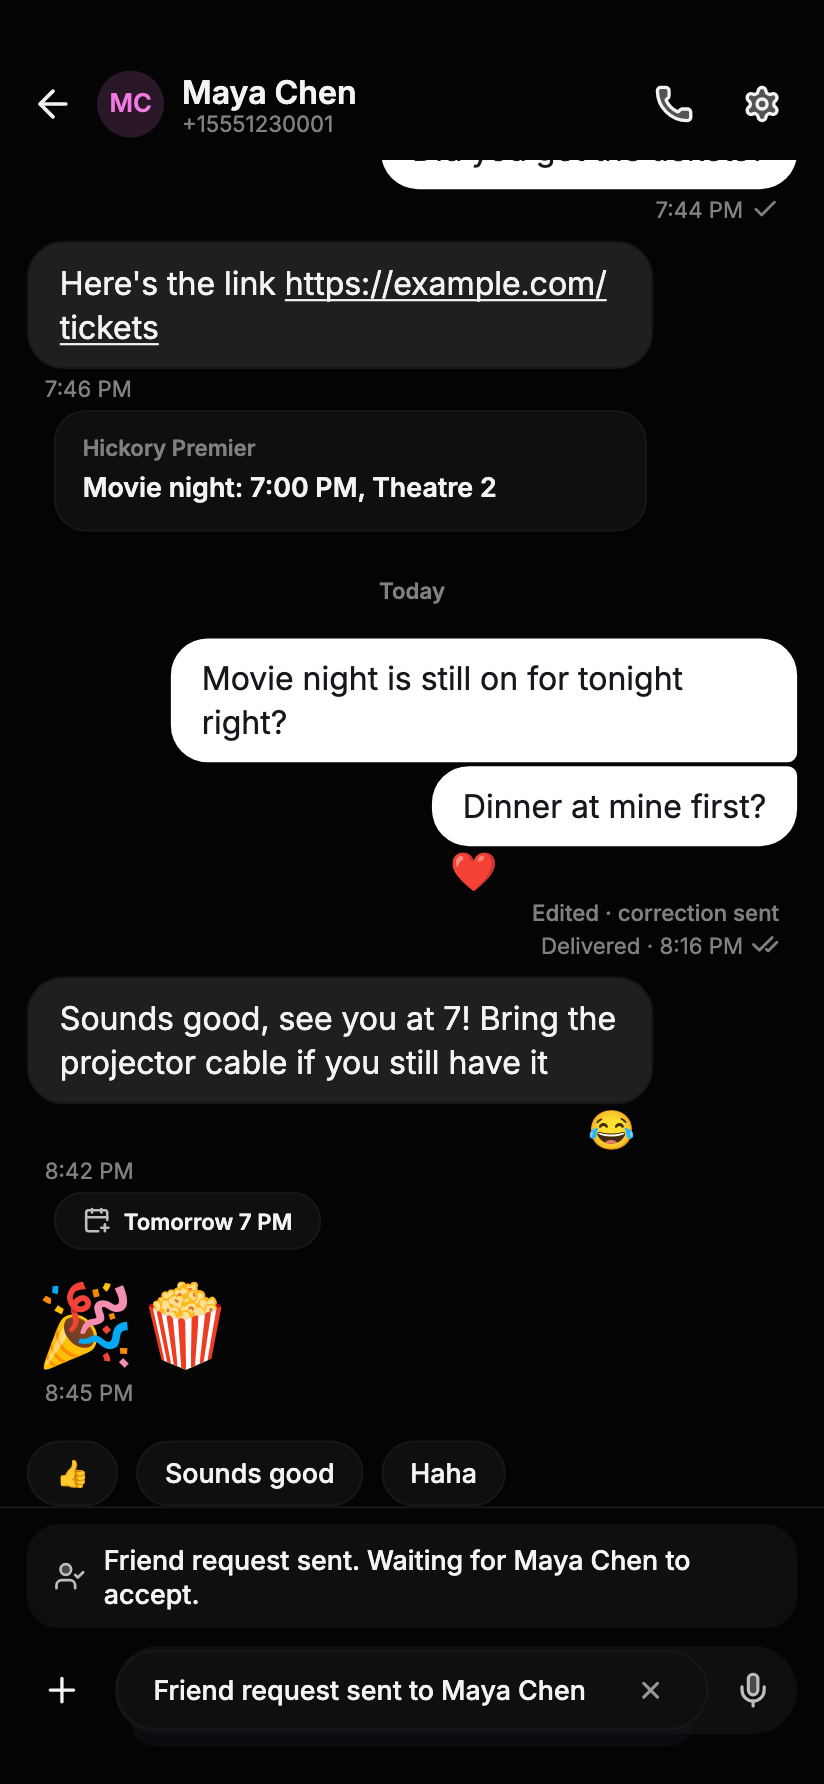 MC
Maya Chen
+15551230001
7:44 PM
Here's the link https://example.com/
tickets
7:46 PM
Hickory Premier
Movie night: 7:00 PM, Theatre 2
Today
Movie night is still on for tonight
right?
Dinner at mine first?
❤️
Edited · correction sent
Delivered · 8:16 PM
Sounds good, see you at 7! Bring the
projector cable if you still have it
😂
8:42 PM
Tomorrow 7 PM
🎉🍿
8:45 PM
👍 Sounds good Haha
Friend request sent. Waiting for Maya Chen to
accept.
Friend request sent to Maya Chen